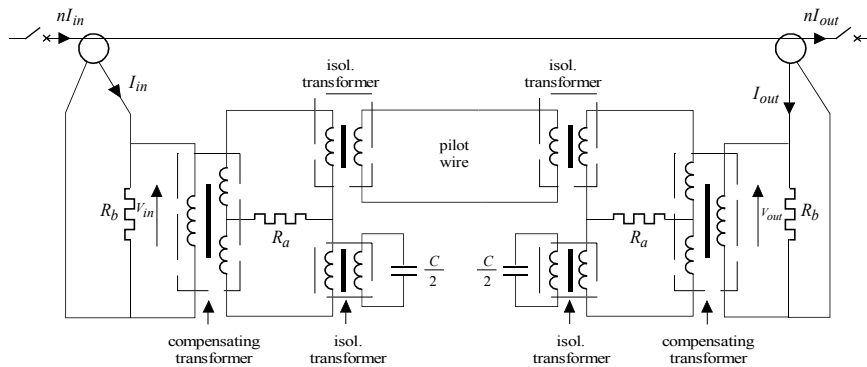 nI_in
nI_out
isol.
transformer
isol.
transformer
I_in
I_out
pilot
wire
R_b
V_in
R_a
R_a
V_out
R_b
C/2
C/2
compensating
transformer
isol.
transformer
isol.
transformer
compensating
transformer